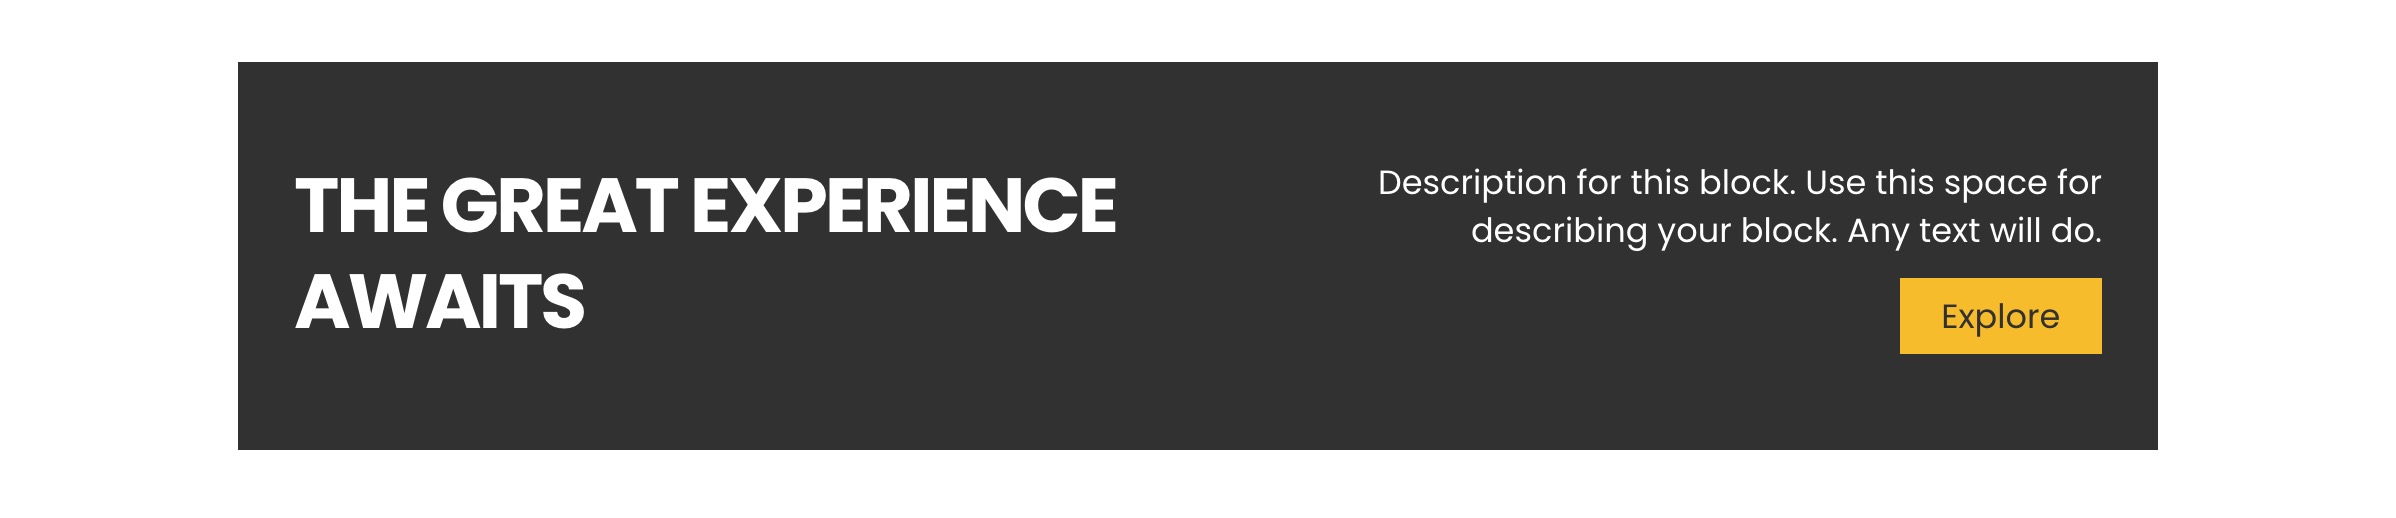 THE GREAT EXPERIENCE
AWAITS
Description for this block. Use this space for
describing your block. Any text will do.
Explore